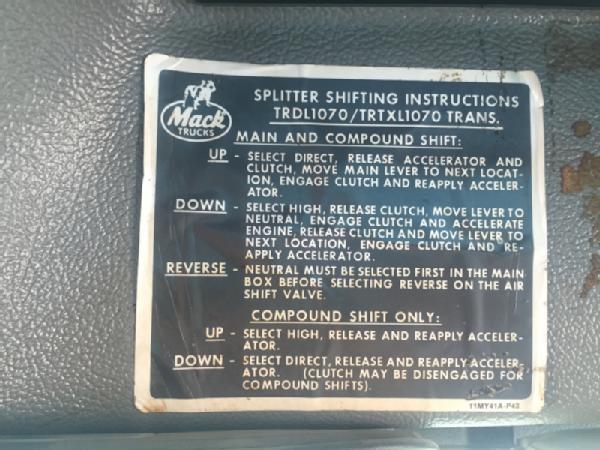 Mack
TRUCKS
SPLITTER SHIFTING INSTRUCTIONS
TRDL1070/TRTXL1070 TRANS.
MAIN AND COMPOUND SHIFT:
UP - SELECT DIRECT, RELEASE ACCELERATOR AND
CLUTCH, MOVE MAIN LEVER TO NEXT LOCAT-
ION, ENGAGE CLUTCH AND REAPPLY ACCELER-
ATOR.
DOWN - SELECT HIGH, RELEASE CLUTCH, MOVE LEVER TO
NEUTRAL, ENGAGE CLUTCH AND ACCELERATE
ENGINE, RELEASE CLUTCH AND MOVE LEVER TO
NEXT LOCATION, ENGAGE CLUTCH AND RE-
APPLY ACCELERATOR.
REVERSE - NEUTRAL MUST BE SELECTED FIRST IN THE MAIN
BOX BEFORE SELECTING REVERSE ON THE AIR
SHIFT VALVE.
COMPOUND SHIFT ONLY:
UP - SELECT HIGH, RELEASE AND REAPPLY ACCELER-
ATOR.
DOWN - SELECT DIRECT, RELEASE AND REAPPLY ACCELER-
ATOR. (CLUTCH MAY BE DISENGAGED FOR
COMPOUND SHIFTS).
11MY41A-P43